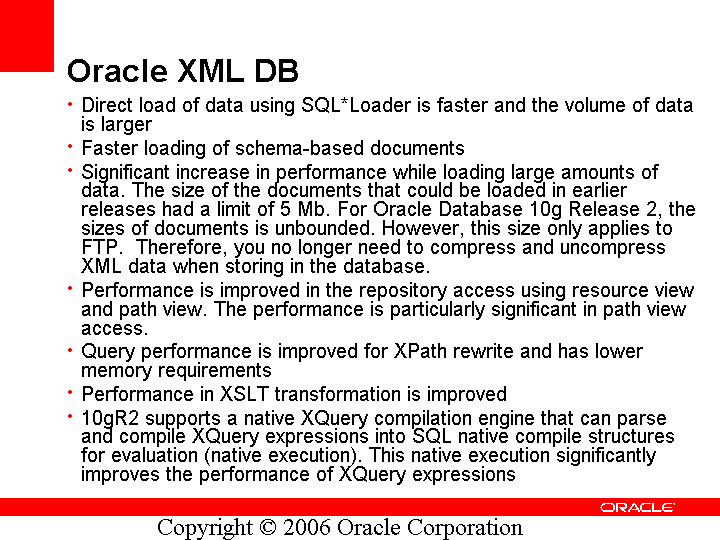 Oracle XML DB
• Direct load of data using SQL*Loader is faster and the volume of data
is larger
• Faster loading of schema-based documents
• Significant increase in performance while loading large amounts of
data. The size of the documents that could be loaded in earlier
releases had a limit of 5 Mb. For Oracle Database 10g Release 2, the
sizes of documents is unbounded. However, this size only applies to
FTP.  Therefore, you no longer need to compress and uncompress
XML data when storing in the database.
• Performance is improved in the repository access using resource view
and path view. The performance is particularly significant in path view
access.
• Query performance is improved for XPath rewrite and has lower
memory requirements
• Performance in XSLT transformation is improved
• 10gR2 supports a native XQuery compilation engine that can parse
and compile XQuery expressions into SQL native compile structures
for evaluation (native execution). This native execution significantly
improves the performance of XQuery expressions
ORACLE
Copyright © 2006 Oracle Corporation